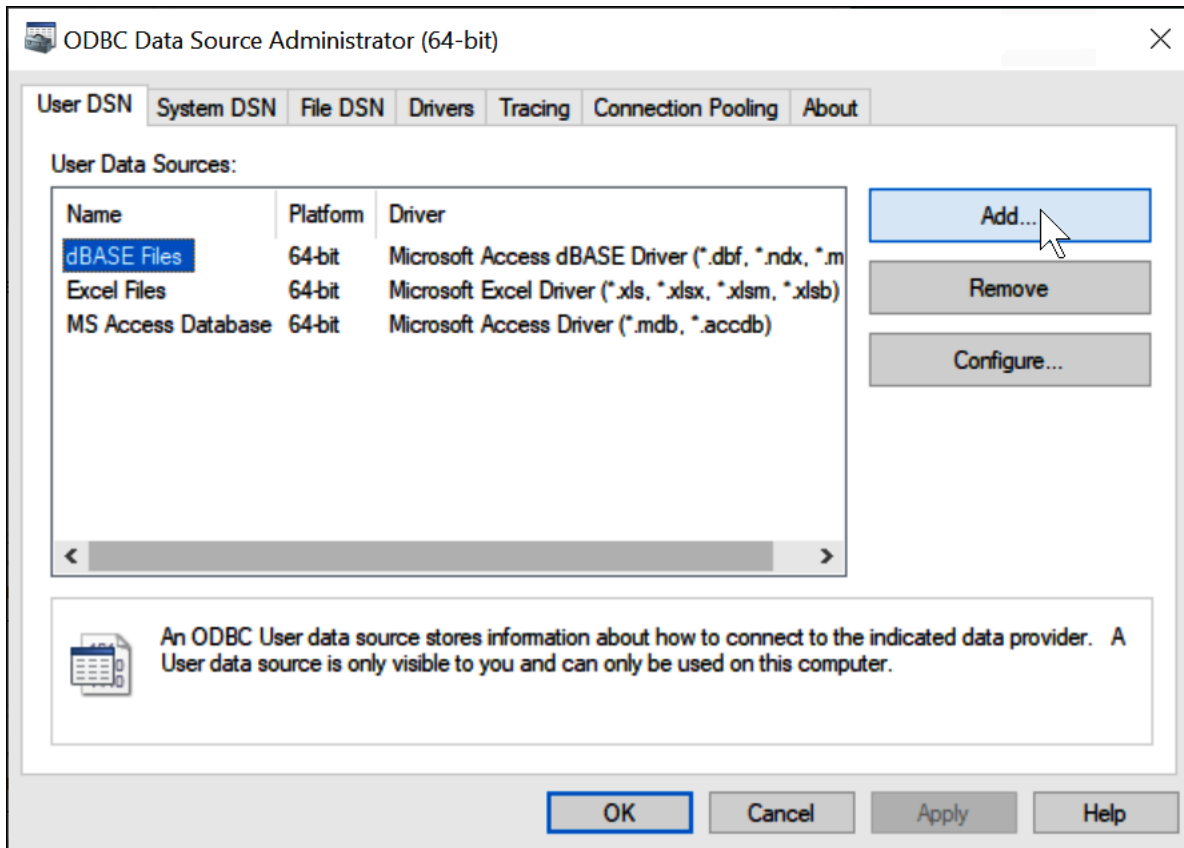 ODBC Data Source Administrator (64-bit)
User DSN System DSN File DSN Drivers Tracing Connection Pooling About
User Data Sources:
Name Platform Driver
dBASE Files 64-bit Microsoft Access dBASE Driver (*.dbf, *.ndx, *.m
Excel Files 64-bit Microsoft Excel Driver (*.xls, *.xlsx, *.xlsm, *.xlsb)
MS Access Database 64-bit Microsoft Access Driver (*.mdb, *.accdb)
Add...
Remove
Configure...
An ODBC User data source stores information about how to connect to the indicated data provider. A
User data source is only visible to you and can only be used on this computer.
OK Cancel Apply Help